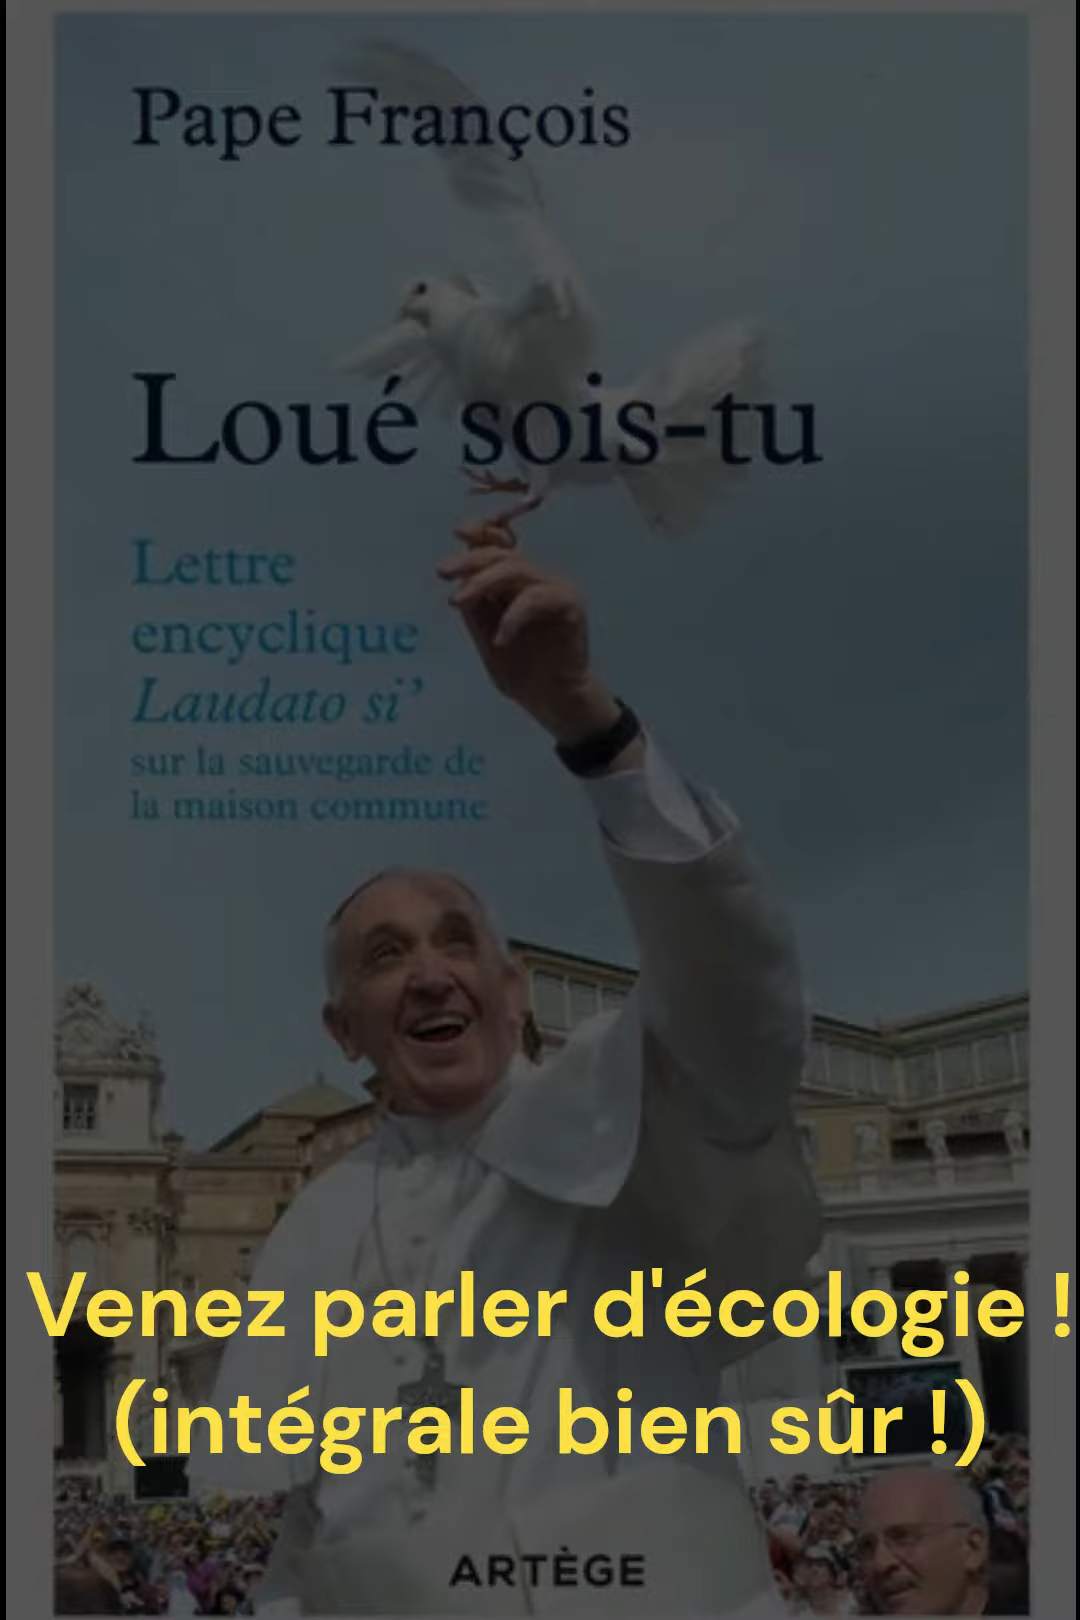 Pape François
Loué sois-tu
Lettre
encyclique
Laudato si’
sur la sauvegarde de
la maison commune
Venez parler d'écologie !
(intégrale bien sûr !)
ARTÈGE